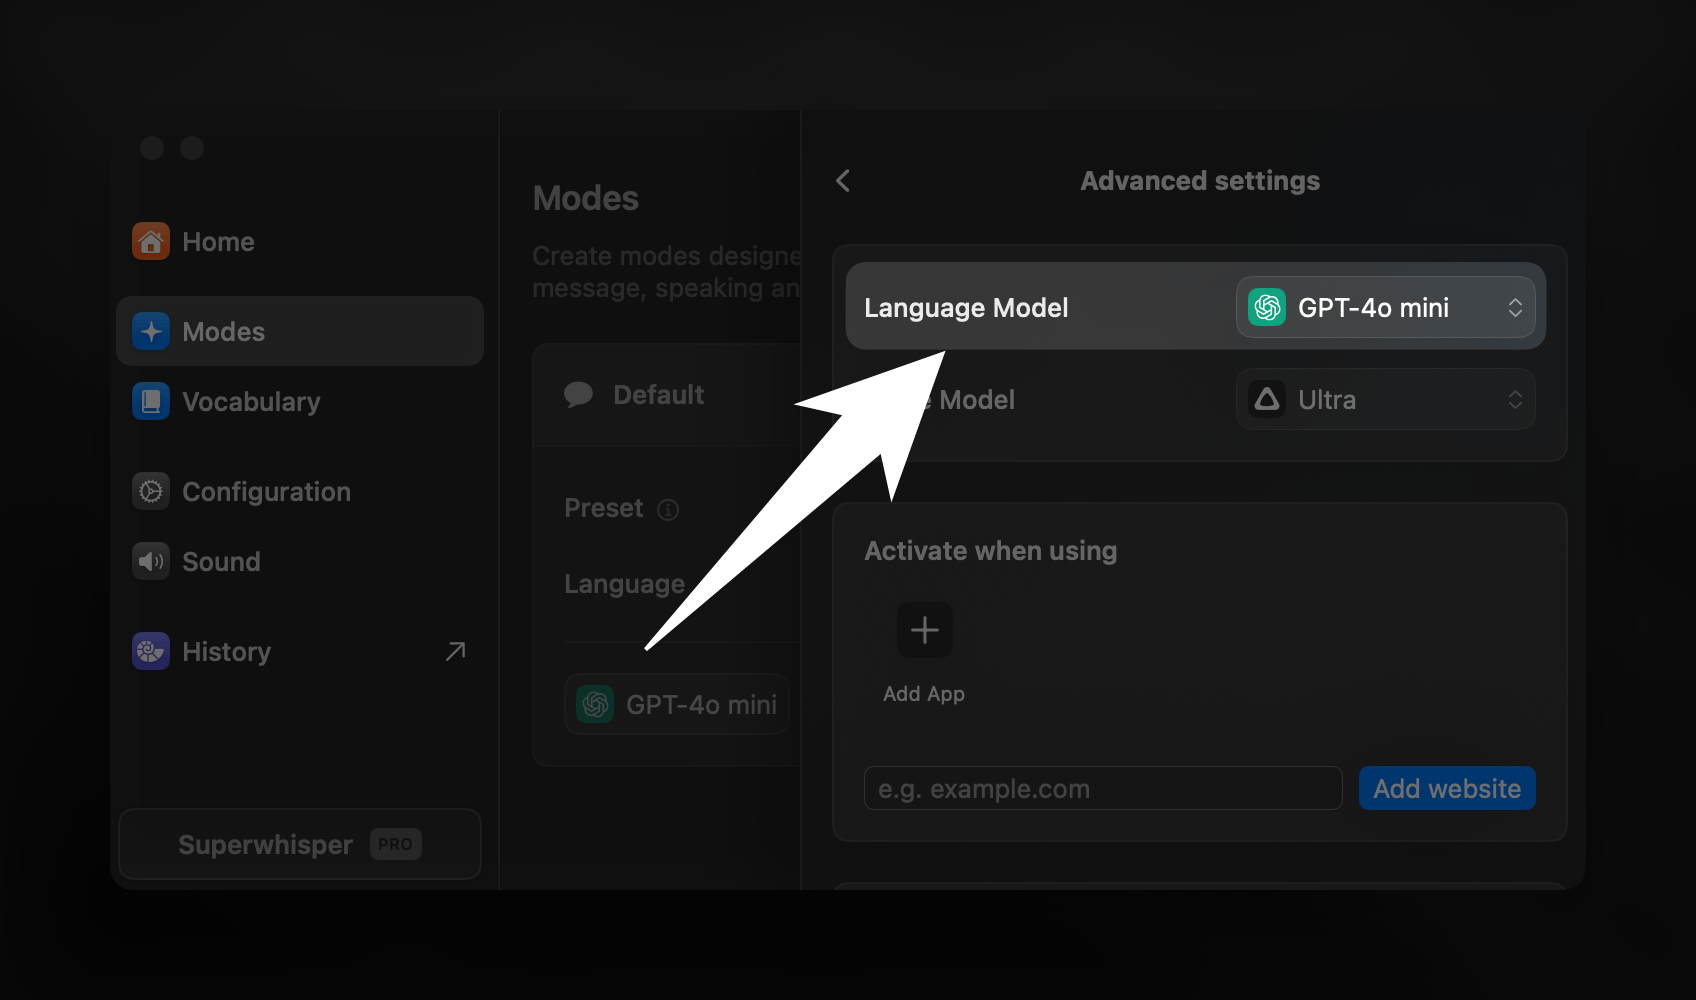 Home
Modes
Vocabulary
Configuration
Sound
History
Superwhisper PRO
Modes
Create modes designe
message, speaking an
Default
Preset
Language
GPT-4o mini
Advanced settings
Language Model GPT-4o mini
e Model Ultra
Activate when using
Add App
e.g. example.com Add website